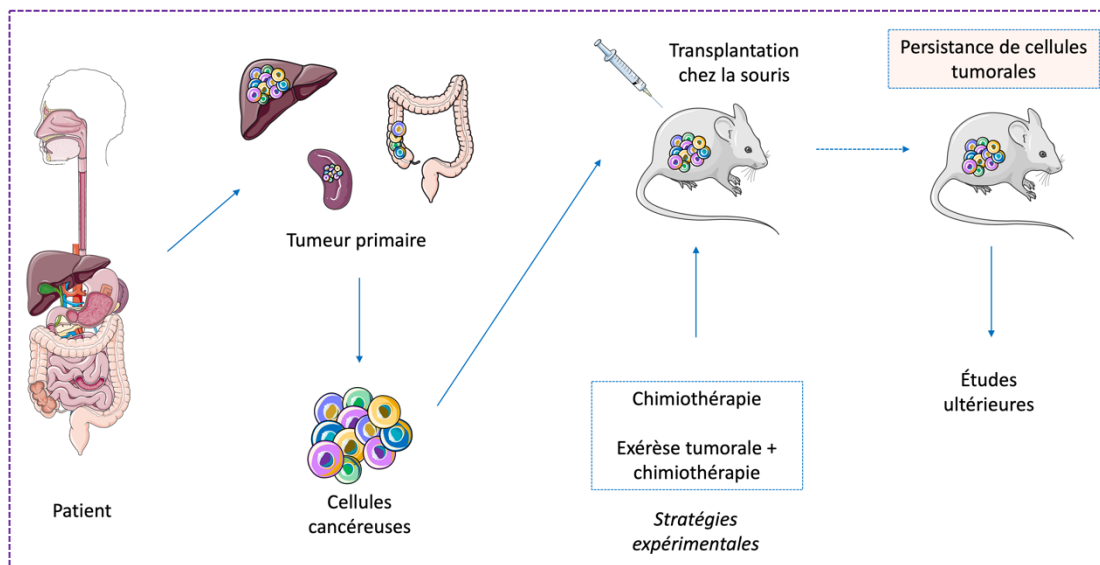 Patient
Tumeur primaire
Cellules
cancéreuses
Transplantation
chez la souris
Chimiothérapie
Exérèse tumorale +
chimiothérapie
Stratégies
expérimentales
Persistance de cellules
tumorales
Études
ultérieures